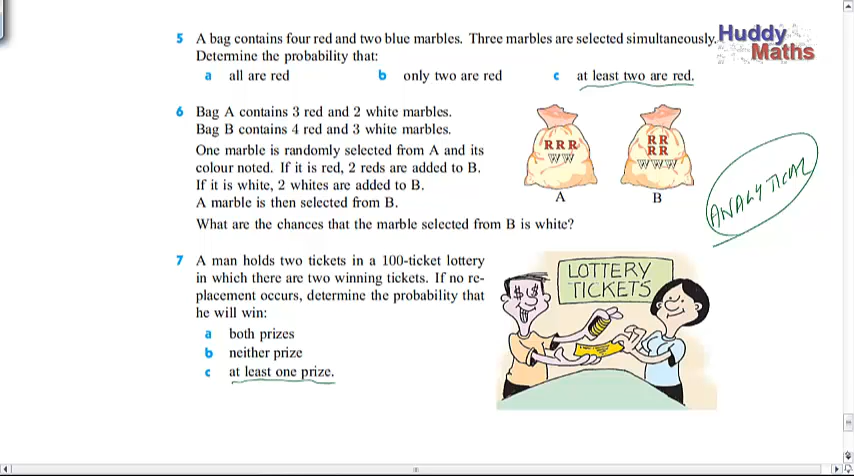 Huddy
Maths
5 A bag contains four red and two blue marbles. Three marbles are selected simultaneously.
Determine the probability that:
a all are red b only two are red c at least two are red.
6 Bag A contains 3 red and 2 white marbles.
Bag B contains 4 red and 3 white marbles.
One marble is randomly selected from A and its
colour noted. If it is red, 2 reds are added to B.
If it is white, 2 whites are added to B.
A marble is then selected from B.
What are the chances that the marble selected from B is white?
R R R
W W
A
R R
R R
W W W
B
ANALYTICAL
7 A man holds two tickets in a 100-ticket lottery
in which there are two winning tickets. If no re-
placement occurs, determine the probability that
he will win:
a both prizes
b neither prize
c at least one prize.
LOTTERY
TICKETS
$ $